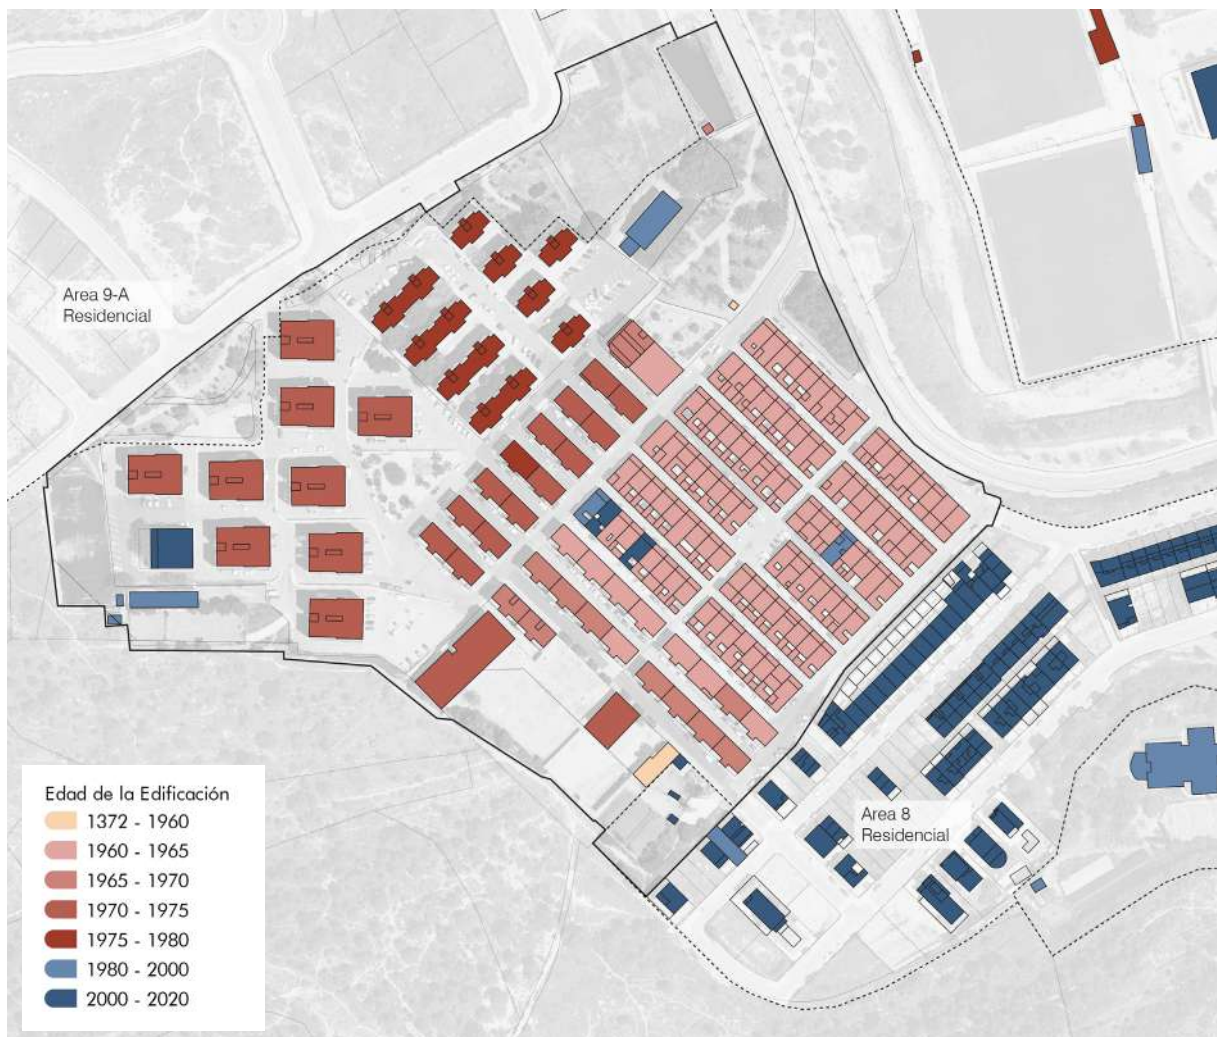 Area 9-A
Residencial
Area 8
Residencial
Edad de la Edificación
1372 - 1960
1960 - 1965
1965 - 1970
1970 - 1975
1975 - 1980
1980 - 2000
2000 - 2020